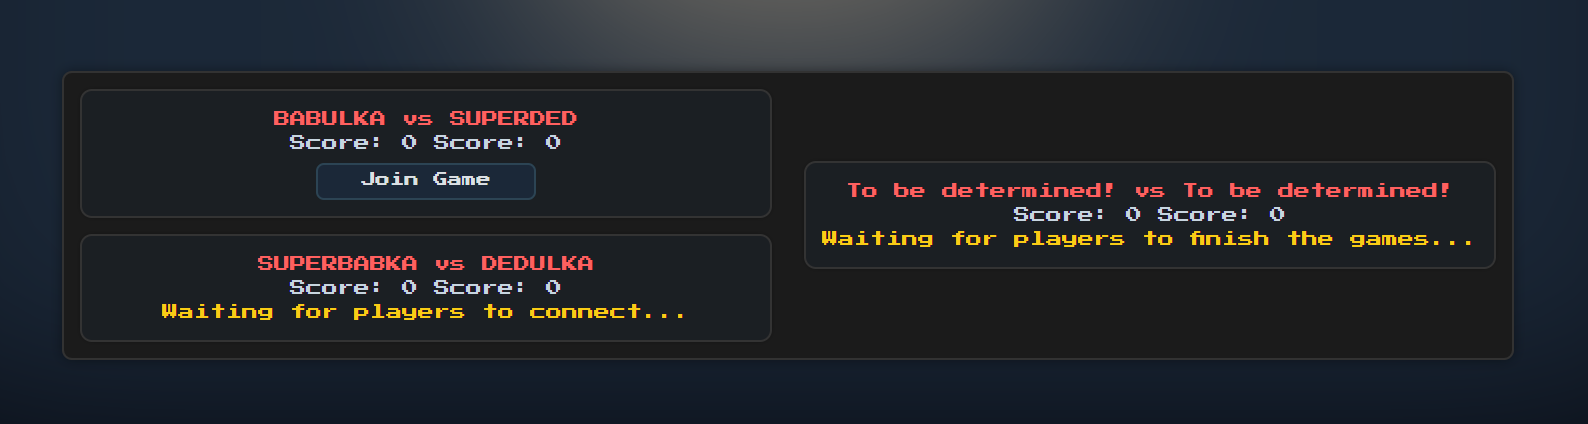 BABULKA vs SUPERDED
Score: 0 Score: 0
Join Game
SUPERBABKA vs DEDULKA
Score: 0 Score: 0
Waiting for players to connect...
To be determined! vs To be determined!
Score: 0 Score: 0
Waiting for players to finish the games...